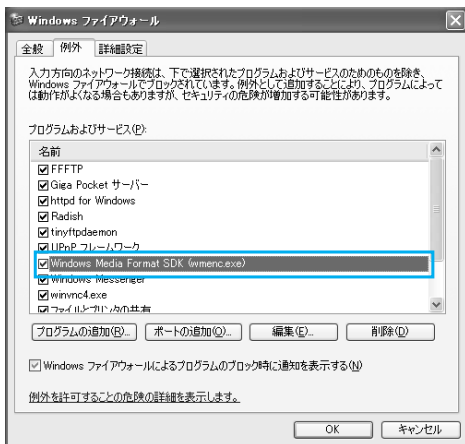 Windows ファイアウォール
全般
例外
詳細設定
入力方向のネットワーク接続は、下で選択されたプログラムおよびサービスのためのものを除き、
Windows ファイアウォールでブロックされています。例外として追加することにより、プログラムによって
は動作がよくなる場合もありますが、セキュリティの危険が増加する可能性があります。
プログラムおよびサービス(P):
名前
FFFTP
Giga Pocket サーバー
httpd for Windows
Radish
tinyftpdaemon
UPnP フレームワーク
Windows Media Format SDK (wmenc.exe)
Windows Messenger
winvnc4.exe
ファイルとプリンタの共有
プログラムの追加(R)...
ポートの追加(O)...
編集(E)...
削除(D)
Windows ファイアウォールによるプログラムのブロック時に通知を表示する(N)
例外を許可することの危険の詳細を表示します。
OK
キャンセル